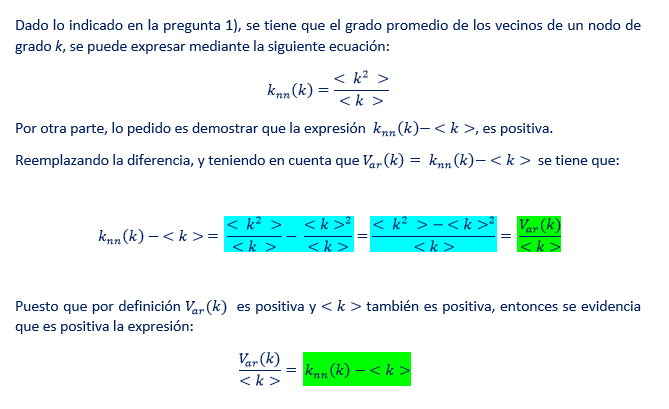 Dado lo indicado en la pregunta 1), se tiene que el grado promedio de los vecinos de un nodo de
grado k, se puede expresar mediante la siguiente ecuación:
k_{nn}(k) = \frac{< k^2 >}{< k >}
Por otra parte, lo pedido es demostrar que la expresión k_{nn}(k)− < k >, es positiva.
Reemplazando la diferencia, y teniendo en cuenta que V_{ar}(k) = k_{nn}(k)− < k > se tiene que:
k_{nn}(k) − < k > = \frac{< k^2 >}{< k >} − \frac{< k >^2}{< k >} = \frac{< k^2 > − < k >^2}{< k >} = \frac{V_{ar}(k)}{< k >}
Puesto que por definición V_{ar}(k) es positiva y < k > también es positiva, entonces se evidencia
que es positiva la expresión:
\frac{V_{ar}(k)}{< k >} = k_{nn}(k) − < k >